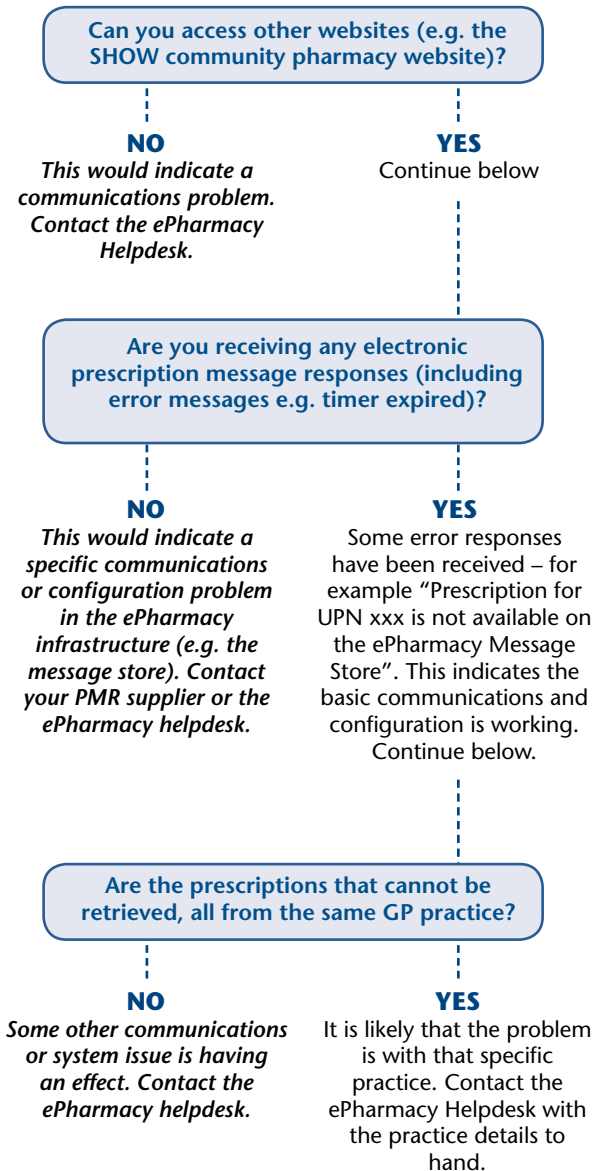 Can you access other websites (e.g. the
SHOW community pharmacy website)?
NO
This would indicate a
communications problem.
Contact the ePharmacy
Helpdesk.
YES
Continue below
Are you receiving any electronic
prescription message responses (including
error messages e.g. timer expired)?
NO
This would indicate a
specific communications
or configuration problem
in the ePharmacy
infrastructure (e.g. the
message store). Contact
your PMR supplier or the
ePharmacy helpdesk.
YES
Some error responses
have been received – for
example “Prescription for
UPN xxx is not available on
the ePharmacy Message
Store”. This indicates the
basic communications and
configuration is working.
Continue below.
Are the prescriptions that cannot be
retrieved, all from the same GP practice?
NO
Some other communications
or system issue is having
an effect. Contact the
ePharmacy helpdesk.
YES
It is likely that the problem
is with that specific
practice. Contact the
ePharmacy Helpdesk with
the practice details to
hand.